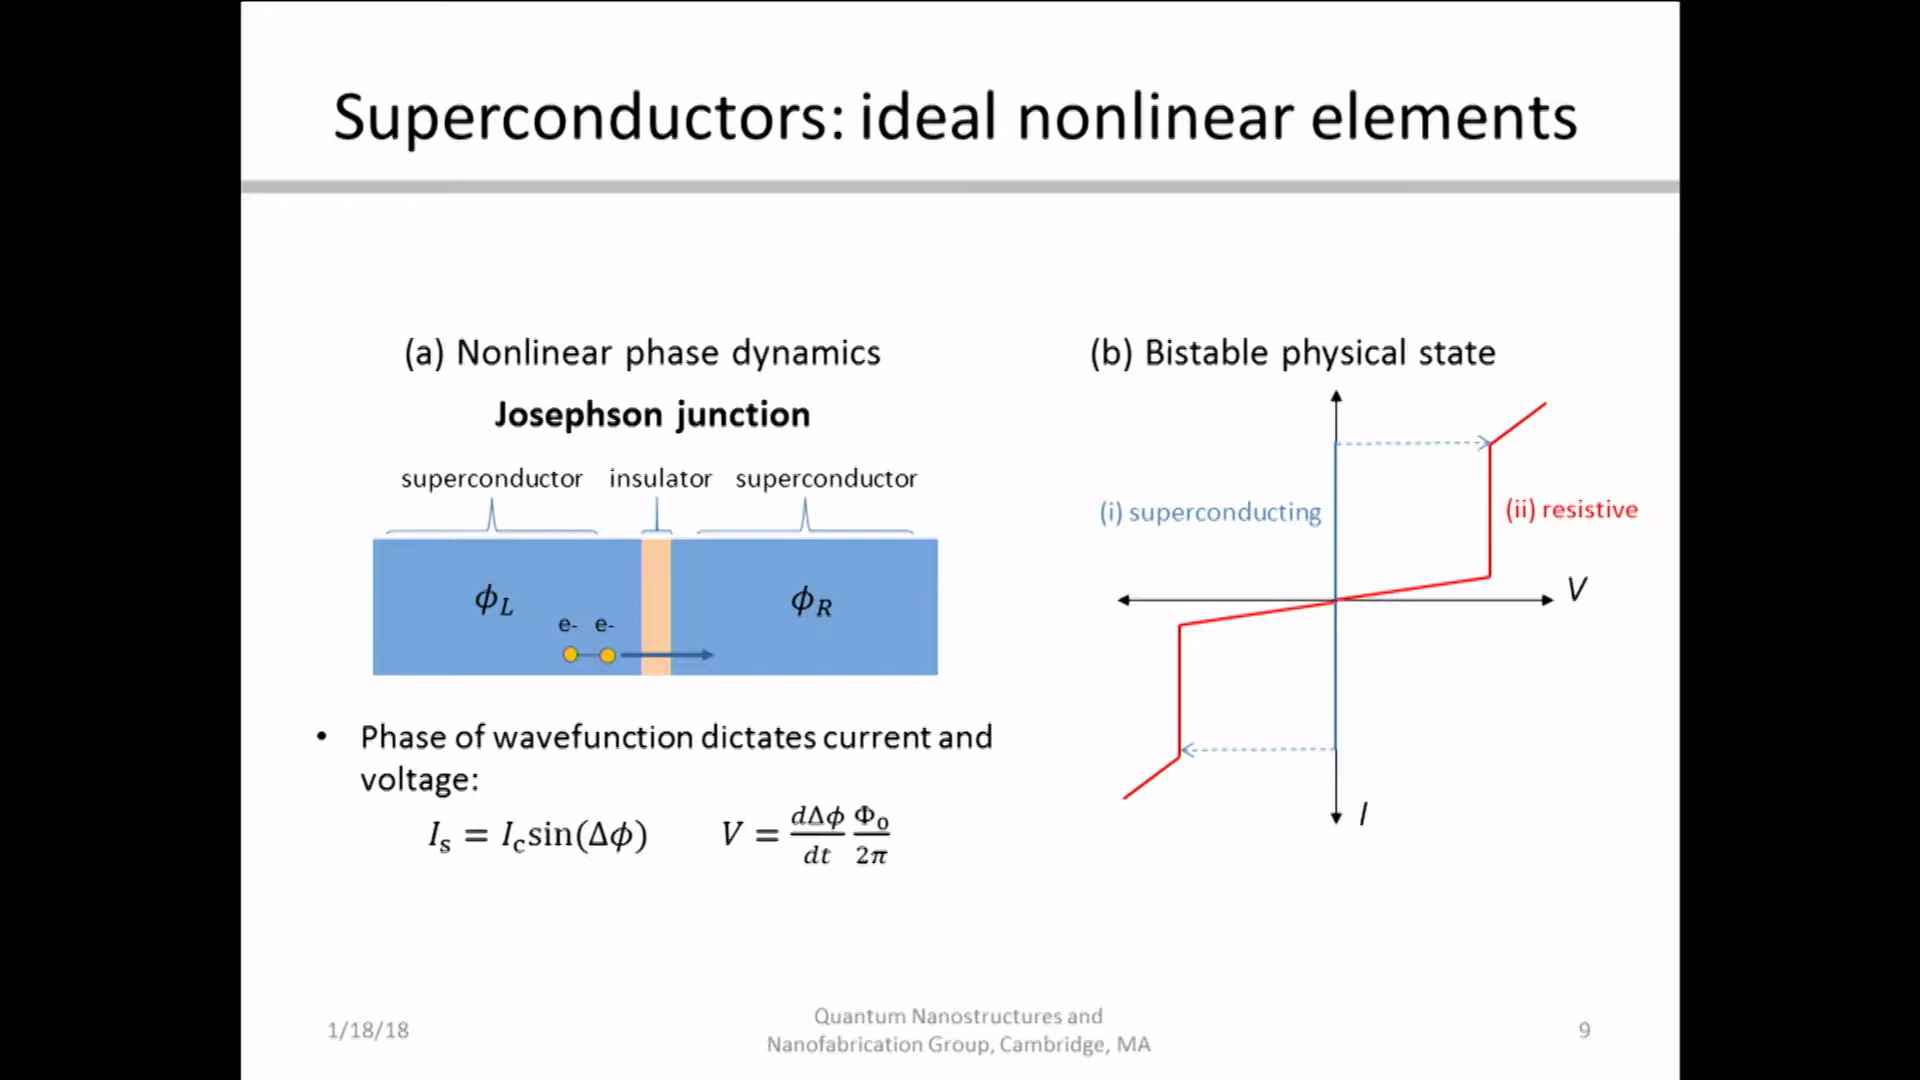 Superconductors: ideal nonlinear elements
(a) Nonlinear phase dynamics
Josephson junction
superconductor insulator superconductor
ϕL
ϕR
e- e-
• Phase of wavefunction dictates current and
voltage:
Is = Ic sin(Δϕ) V = dΔϕ/dt Φ0/2π
(b) Bistable physical state
(i) superconducting
(ii) resistive
V
I
1/18/18
Quantum Nanostructures and
Nanofabrication Group, Cambridge, MA
9